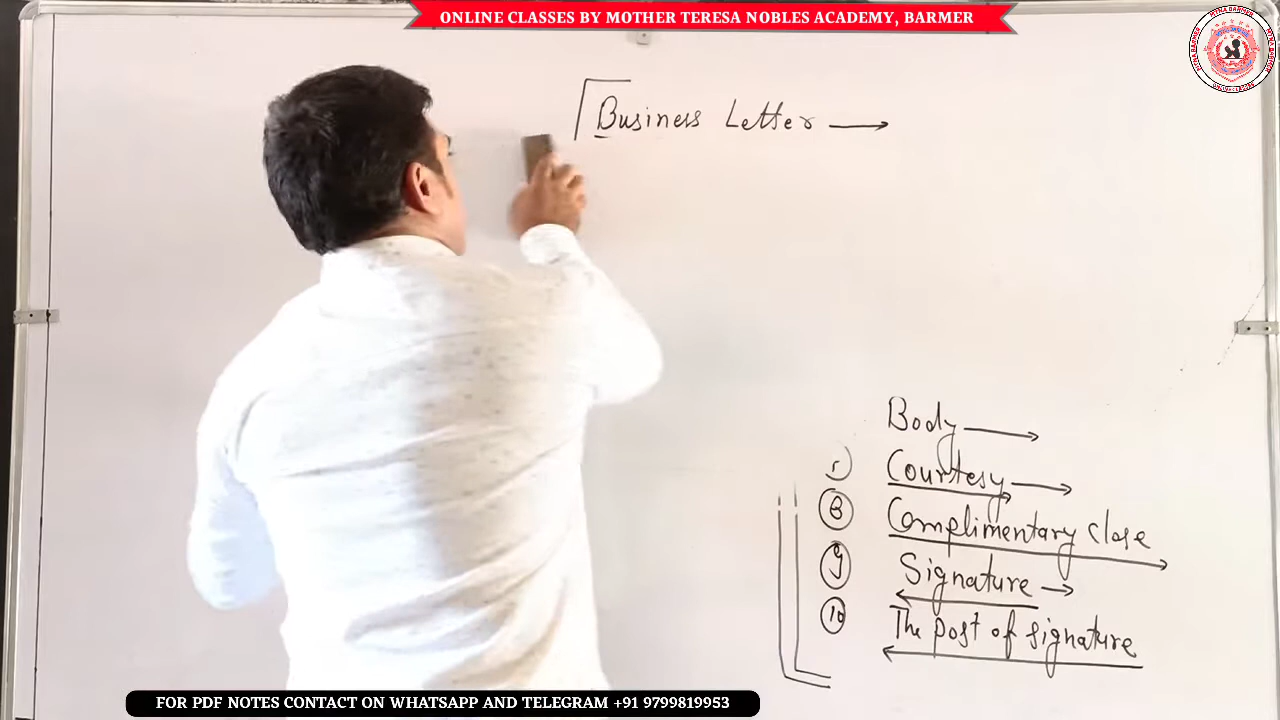 ONLINE CLASSES BY MOTHER TERESA NOBLES ACADEMY, BARMER
Business Letter →
Body →
Courtesy →
8 Complimentary close
9 Signature →
10 The post of signature
FOR PDF NOTES CONTACT ON WHATSAPP AND TELEGRAM +91 9799819953